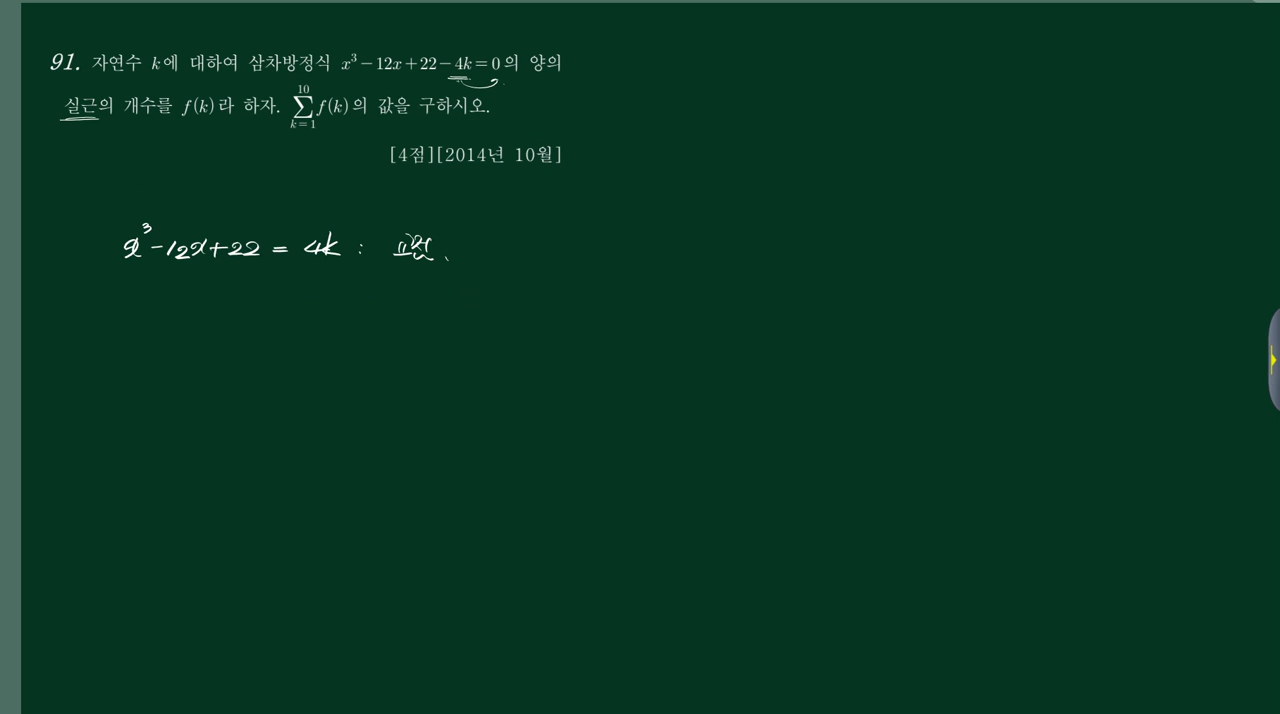 91. 자연수 k에 대하여 삼차방정식 x³−12x+22−4k=0의 양의
실근의 개수를 f(k)라 하자. \sum_{k=1}^{10} f(k)의 값을 구하시오.
[4점][2014년 10월]
x³-12x+22 = 4k :